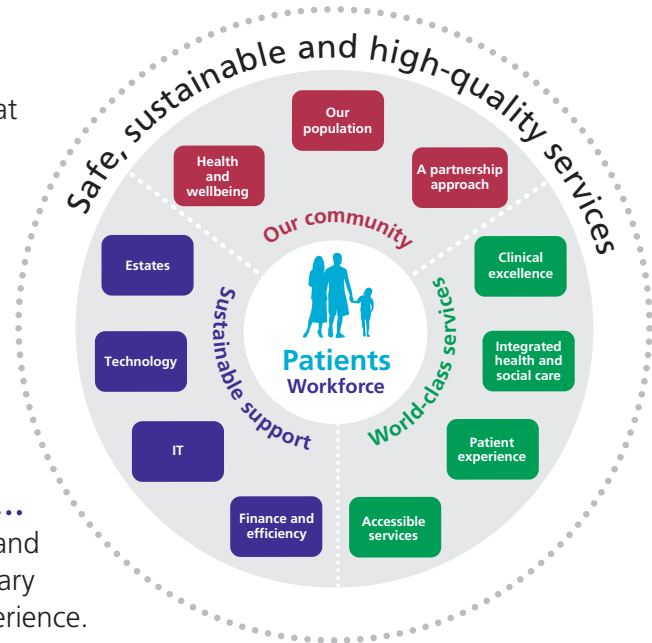 Safe, sustainable and high-quality services
at
Our
population
Health
and
wellbeing
A partnership
approach
Our community
Estates
Clinical
excellence
Sustainable support
World-class services
Technology
Patients
Workforce
Integrated
health and
social care
IT
Patient
experience
Finance and
efficiency
Accessible
services
...
and
ary
erience.